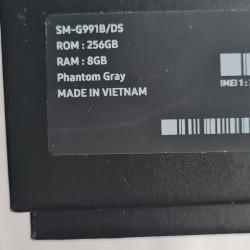 SM-G991B/DS
ROM : 256GB
RAM : 8GB
Phantom Gray
MADE IN VIETNAM
IMEI 1 :